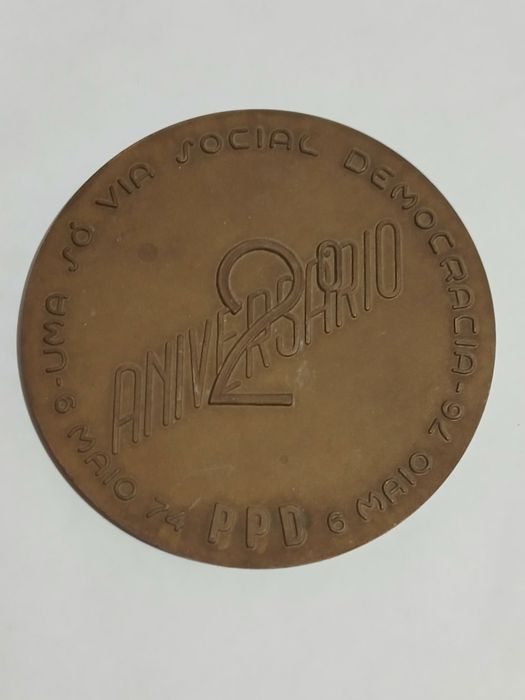 UMA SÓ VIA SOCIAL DEMOCRACIA
2º
ANIVERSÁRIO
6 MAIO 74 PPD 6 MAIO 76